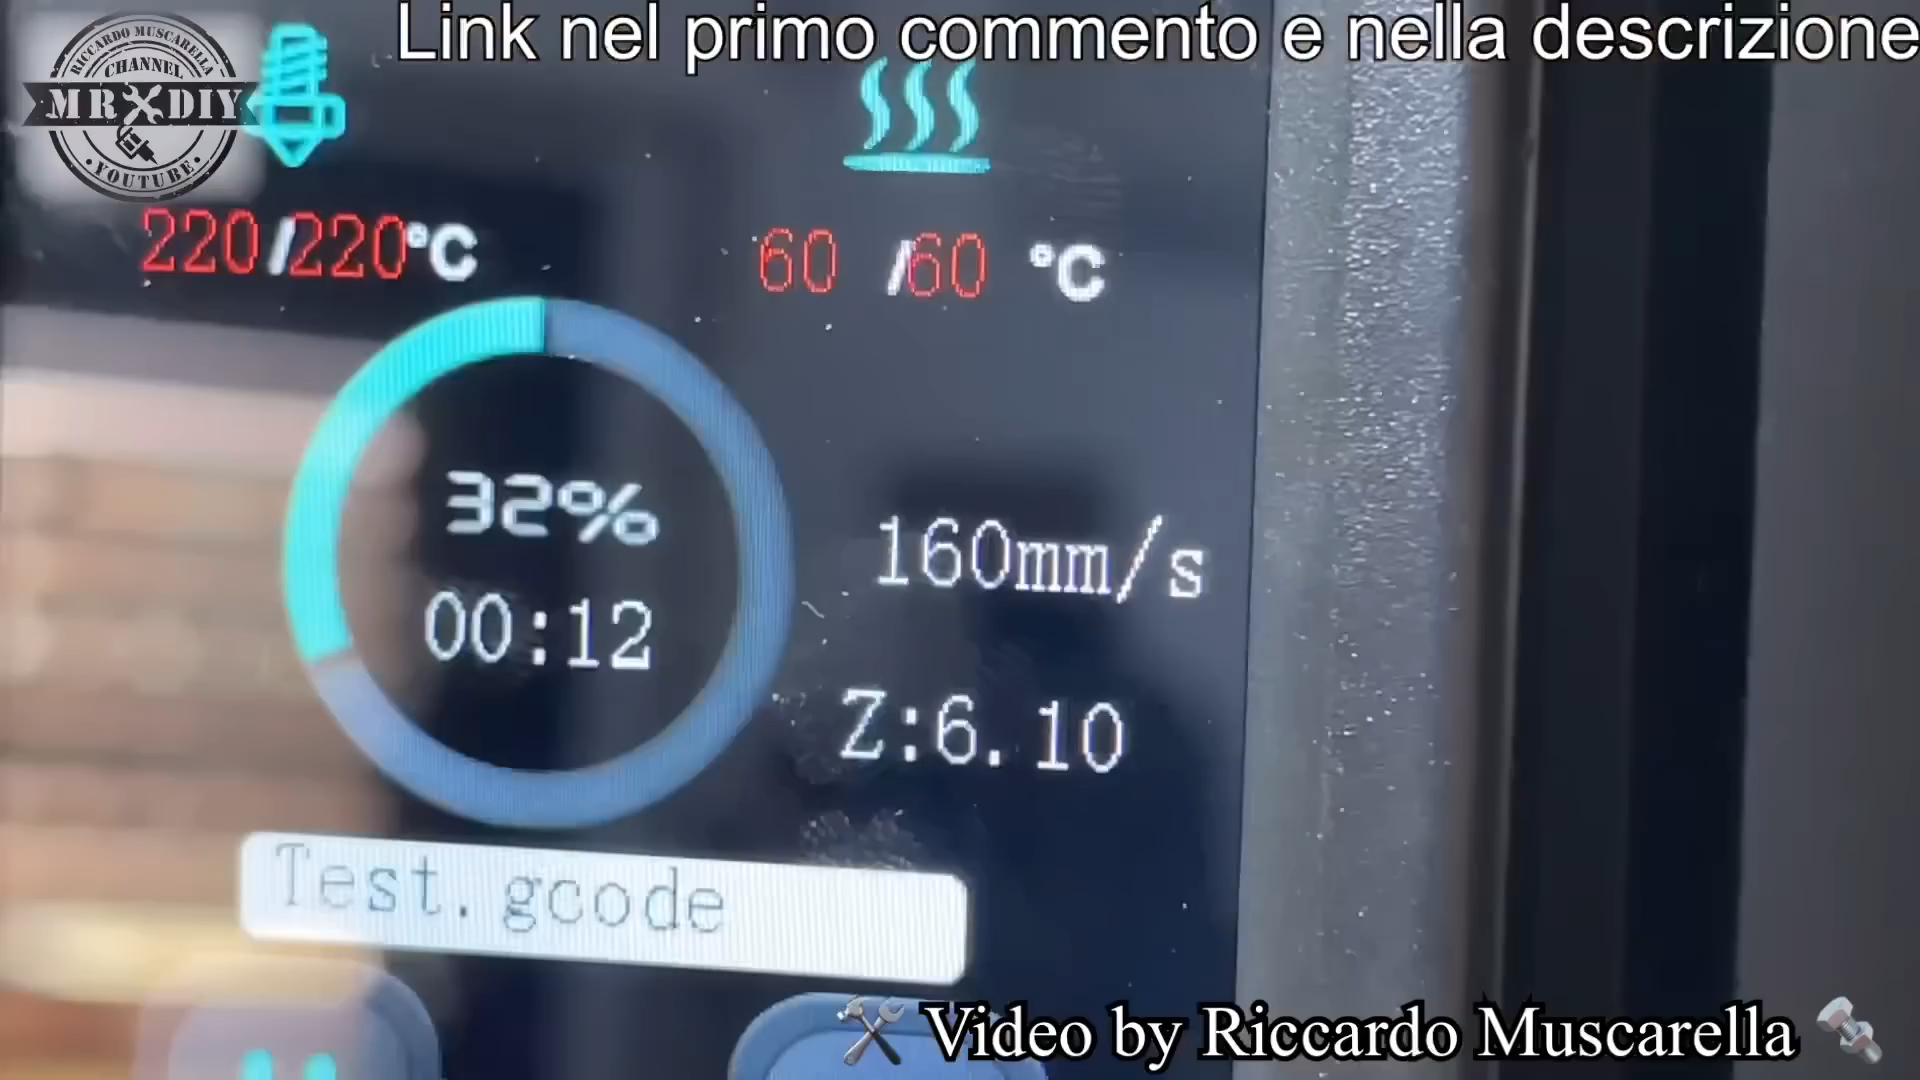 Link nel primo commento e nella descrizione
RICCARDO MUSCARELLA
CHANNEL
MR DIY
YOUTUBE
220/220°C
60 /60 °C
32%
00:12
160mm/s
Z:6.10
Test.gcode
Video by Riccardo Muscarella